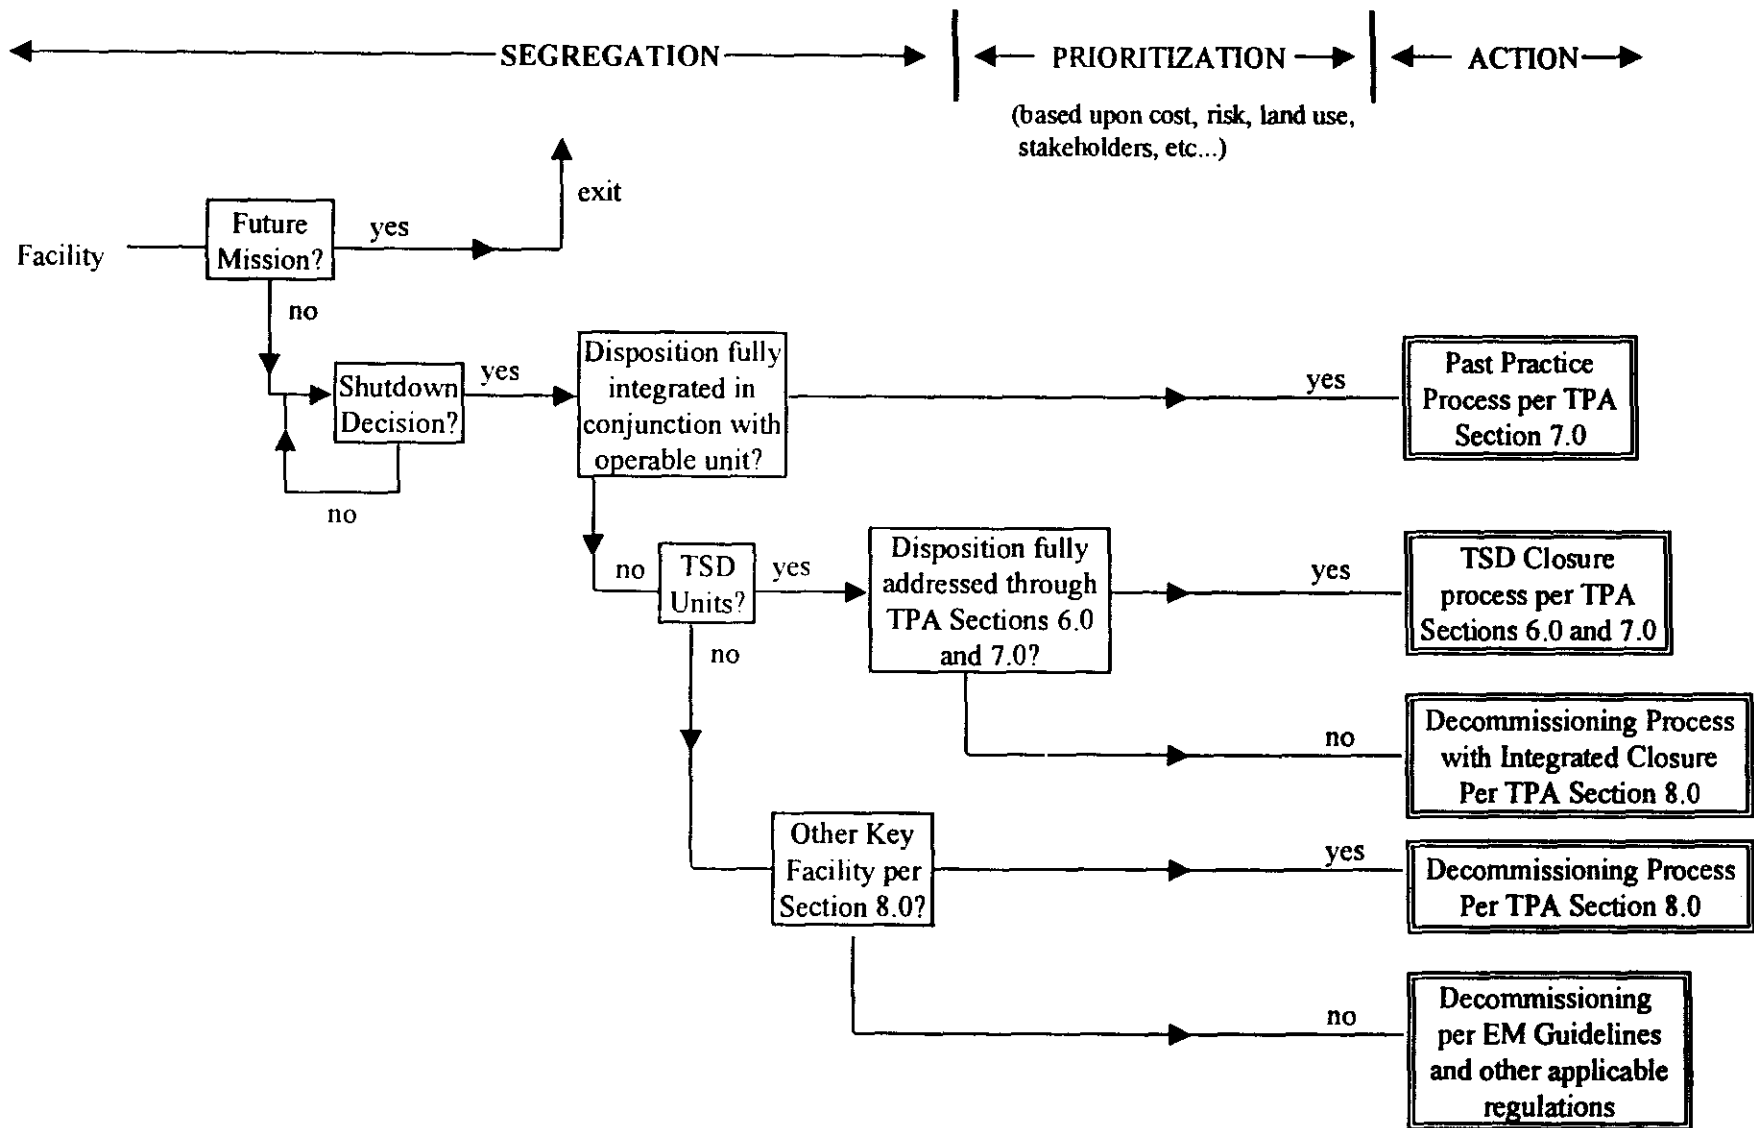 SEGREGATION
PRIORITIZATION
ACTION
(based upon cost, risk, land use,
stakeholders, etc...)
exit
Facility
Future
Mission?
yes
no
Shutdown
Decision?
yes
no
Disposition fully
integrated in
conjunction with
operable unit?
yes
Past Practice
Process per TPA
Section 7.0
no
TSD
Units?
yes
Disposition fully
addressed through
TPA Sections 6.0
and 7.0?
yes
TSD Closure
process per TPA
Sections 6.0 and 7.0
no
no
Decommissioning Process
with Integrated Closure
Per TPA Section 8.0
Other Key
Facility per
Section 8.0?
yes
Decommissioning Process
Per TPA Section 8.0
no
Decommissioning
per EM Guidelines
and other applicable
regulations